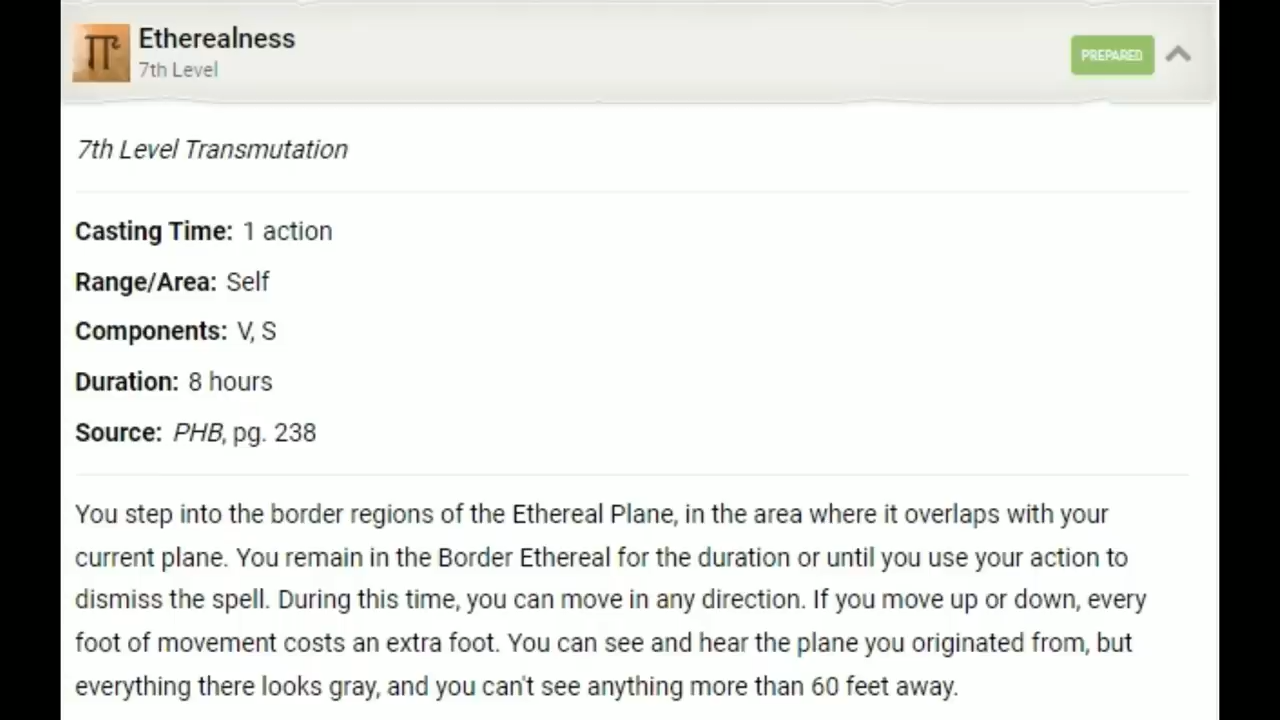 Etherealness
7th Level
PREPARED
7th Level Transmutation
Casting Time: 1 action
Range/Area: Self
Components: V, S
Duration: 8 hours
Source: PHB, pg. 238
You step into the border regions of the Ethereal Plane, in the area where it overlaps with your
current plane. You remain in the Border Ethereal for the duration or until you use your action to
dismiss the spell. During this time, you can move in any direction. If you move up or down, every
foot of movement costs an extra foot. You can see and hear the plane you originated from, but
everything there looks gray, and you can't see anything more than 60 feet away.